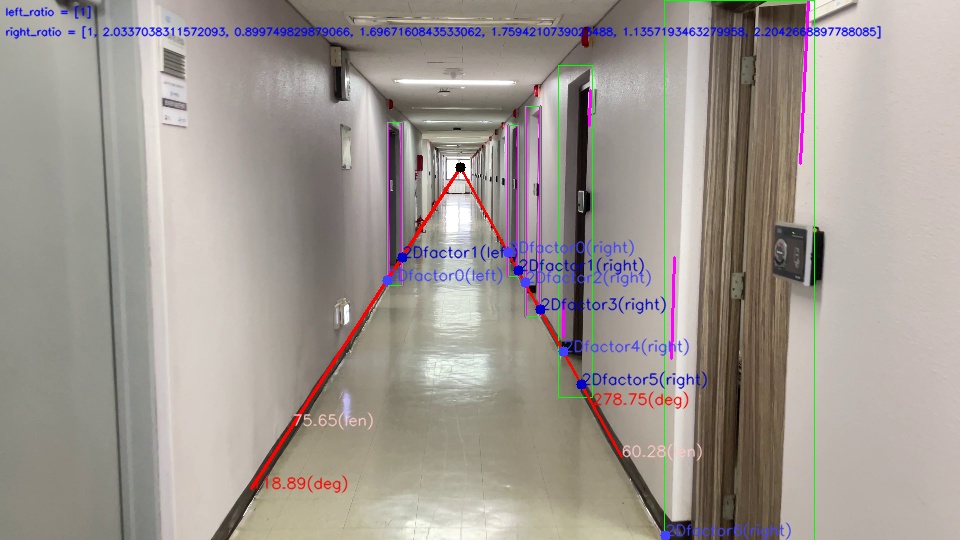 left_ratio = [1]
right_ratio = [1, 2.0337038311572093, 0.899749829879066, 1.6967160843533062, 1.7594210739025488, 1.1357193463279958, 2.2042668897788085]
2Dfactor0(right)
2Dfactor1(left)
2Dfactor1(right)
2Dfactor0(left)
2Dfactor2(right)
2Dfactor3(right)
2Dfactor4(right)
2Dfactor5(right)
278.75(deg)
75.65(len)
60.28(len)
18.89(deg)
2Dfactor6(right)